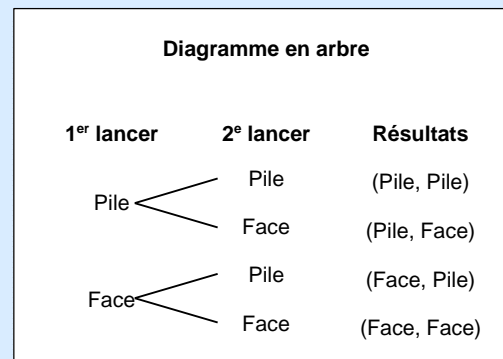 Diagramme en arbre
1er lancer 2e lancer Résultats
Pile (Pile, Pile)
Pile
Face (Pile, Face)
Pile (Face, Pile)
Face
Face (Face, Face)